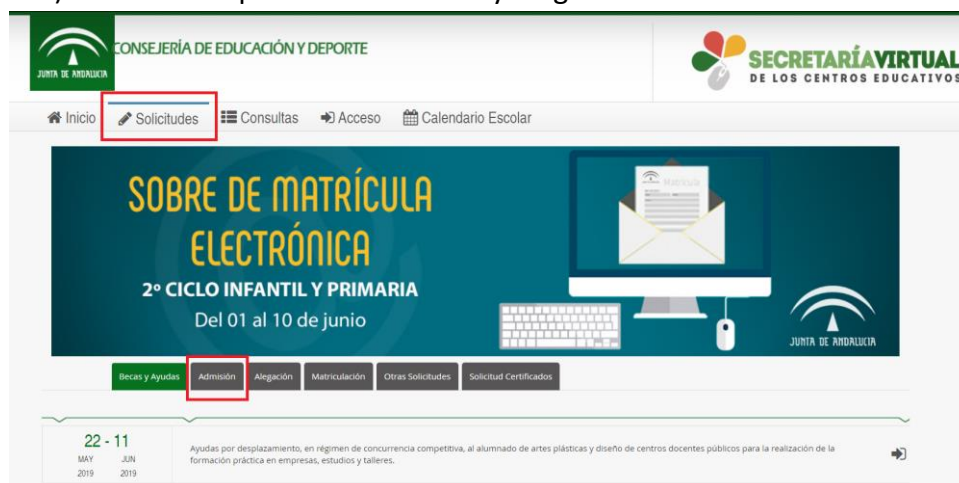 CONSEJERÍA DE EDUCACIÓN Y DEPORTE
JUNTA DE ANDALUCIA
SECRETARÍAVIRTUAL
DE LOS CENTROS EDUCATIVOS
Inicio
Solicitudes
Consultas
Acceso
Calendario Escolar
SOBRE DE MATRÍCULA
ELECTRÓNICA
2º CICLO INFANTIL Y PRIMARIA
Del 01 al 10 de junio
Matrícula
JUNTA DE ANDALUCIA
Becas y Ayudas
Admisión
Alegación
Matriculación
Otras Solicitudes
Solicitud Certificados
22 - 11
MAY JUN
2019 2019
Ayudas por desplazamiento, en régimen de concurrencia competitiva, al alumnado de artes plásticas y diseño de centros docentes públicos para la realización de la
formación práctica en empresas, estudios y talleres.